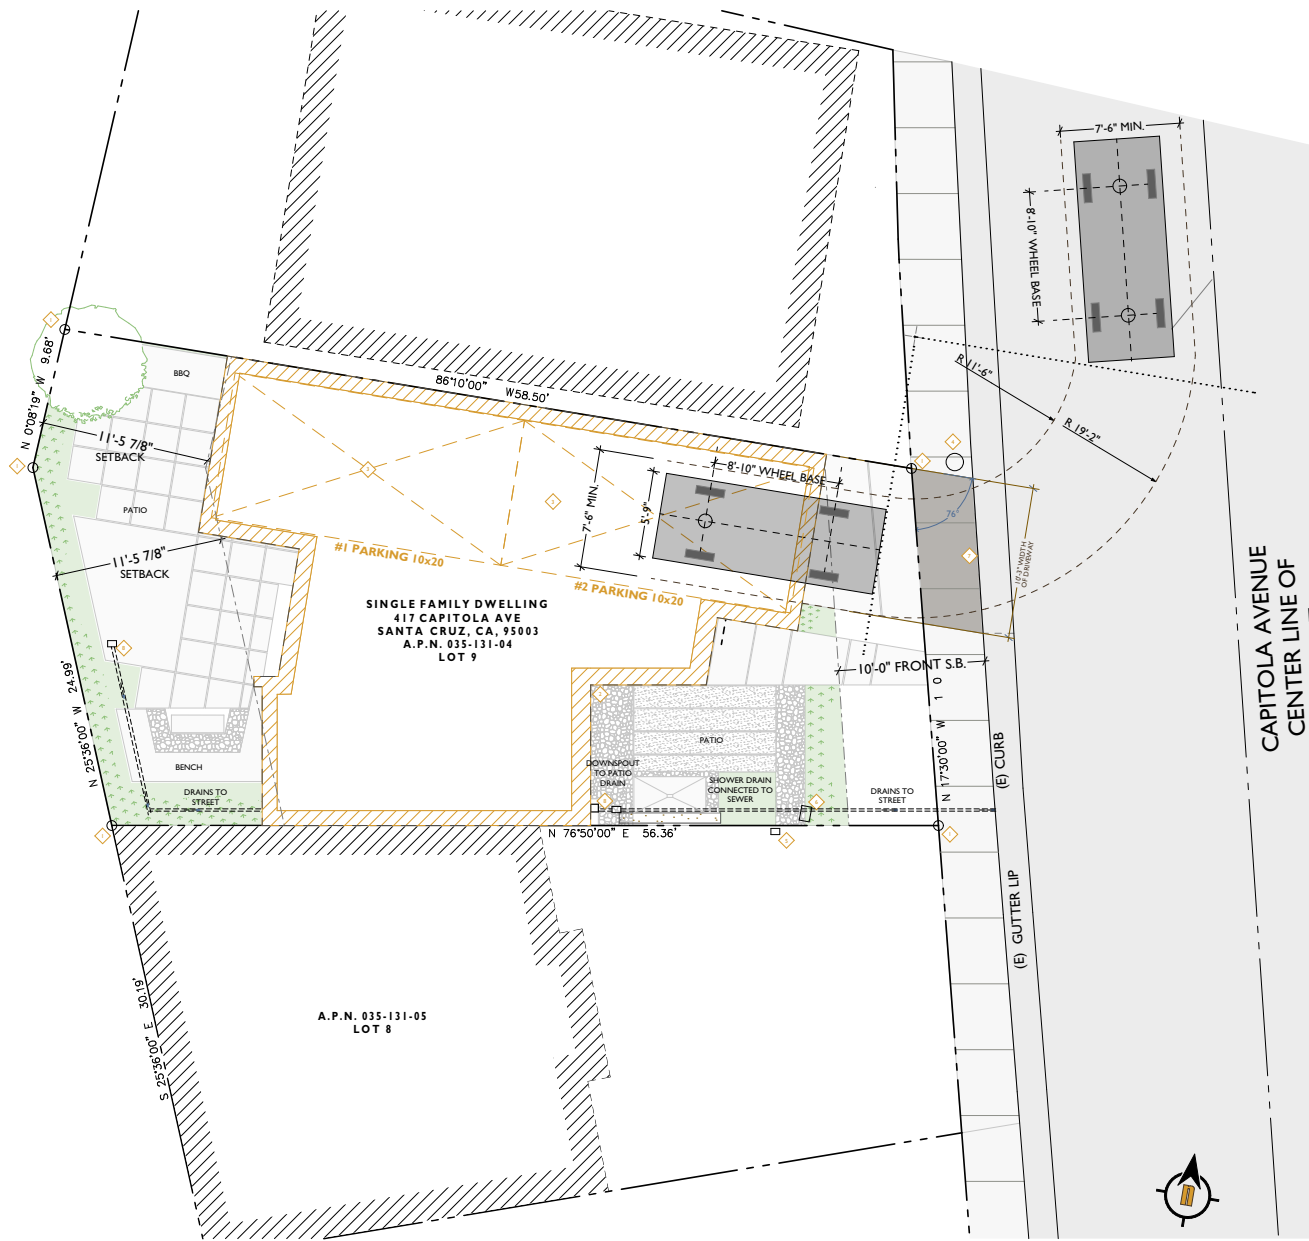 7'-6" MIN.
8'-10" WHEEL BASE
R 11'-6"
R 19'-2"
N 0°08'19" W 9.68'
BBQ
86°10'00" W58.50'
11'-5 7/8"
SETBACK
8'-10" WHEEL BASE
7'-6" MIN.
5'-9"
76°
10'-3" WIDTH
OF DRIVEWAY
PATIO
#1 PARKING 10x20
#2 PARKING 10x20
11'-5 7/8"
SETBACK
SINGLE FAMILY DWELLING
417 CAPITOLA AVE
SANTA CRUZ, CA, 95003
A.P.N. 035-131-04
LOT 9
10'-0" FRONT S.B.
CAPITOLA AVENUE
CENTER LINE OF
N 25°36'00" W 24.99'
N 17°30'00" W 10
(E) CURB
PATIO
BENCH
DOWNSPOUT
TO PATIO
DRAIN
SHOWER DRAIN
CONNECTED TO
SEWER
DRAINS TO
STREET
DRAINS TO
STREET
N 76°50'00" E 56.36'
(E) GUTTER LIP
S 25°36'00" E 30.19'
A.P.N. 035-131-05
LOT 8